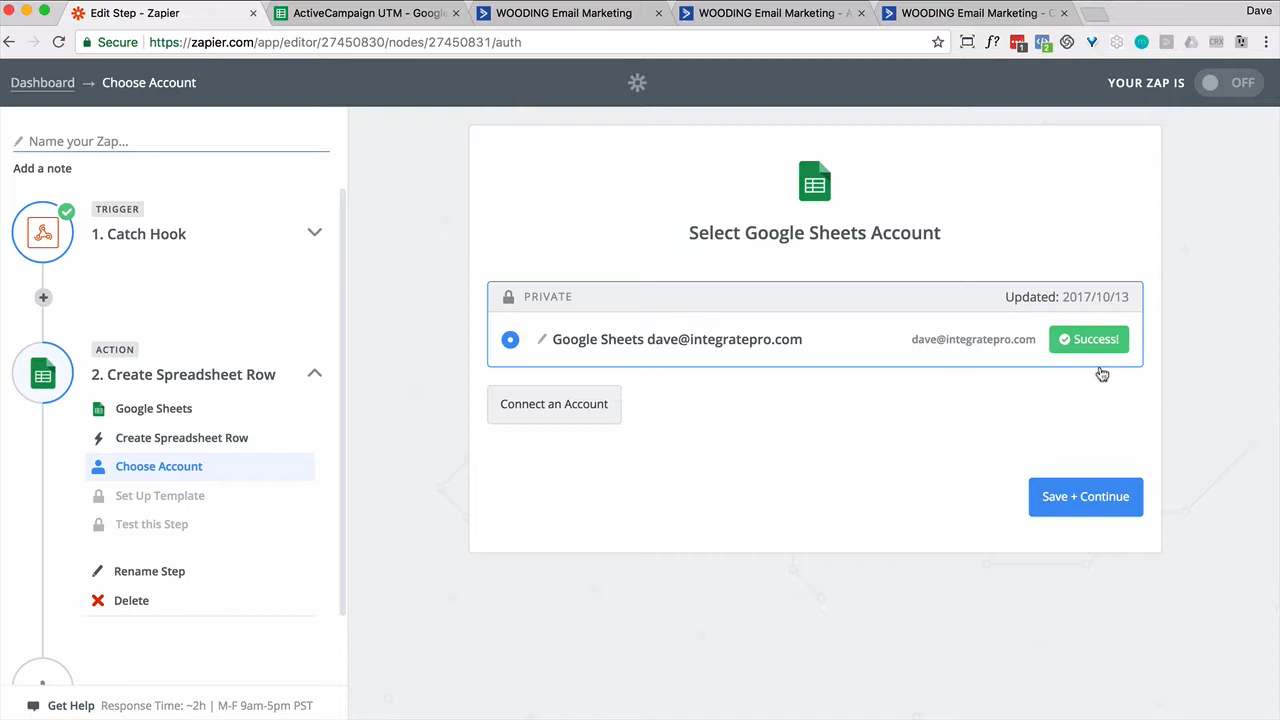 Edit Step - Zapier
ActiveCampaign UTM - Google
WOODING Email Marketing
WOODING Email Marketing - A
WOODING Email Marketing - C
Dave
Secure
https://zapier.com/app/editor/27450830/nodes/27450831/auth
Dashboard → Choose Account
YOUR ZAP IS
OFF
Name your Zap...
Add a note
TRIGGER
1. Catch Hook
ACTION
2. Create Spreadsheet Row
Google Sheets
Create Spreadsheet Row
Choose Account
Set Up Template
Test this Step
Rename Step
Delete
Get Help Response Time: ~2h | M-F 9am-5pm PST
Select Google Sheets Account
PRIVATE
Updated: 2017/10/13
Google Sheets dave@integratepro.com
dave@integratepro.com
Success!
Connect an Account
Save + Continue